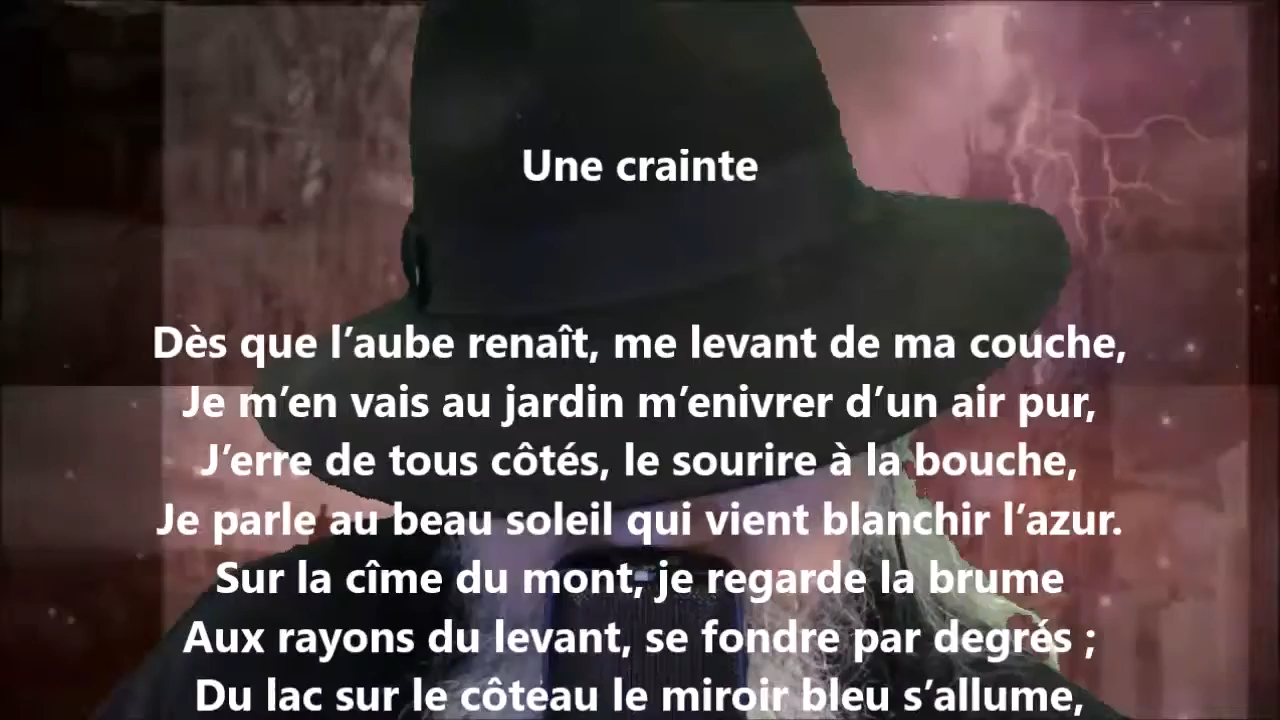 Une crainte
Dès que l’aube renaît, me levant de ma couche,
Je m’en vais au jardin m’enivrer d’un air pur,
J’erre de tous côtés, le sourire à la bouche,
Je parle au beau soleil qui vient blanchir l’azur.
Sur la cîme du mont, je regarde la brume
Aux rayons du levant, se fondre par degrés ;
Du lac sur le côteau le miroir bleu s’allume,